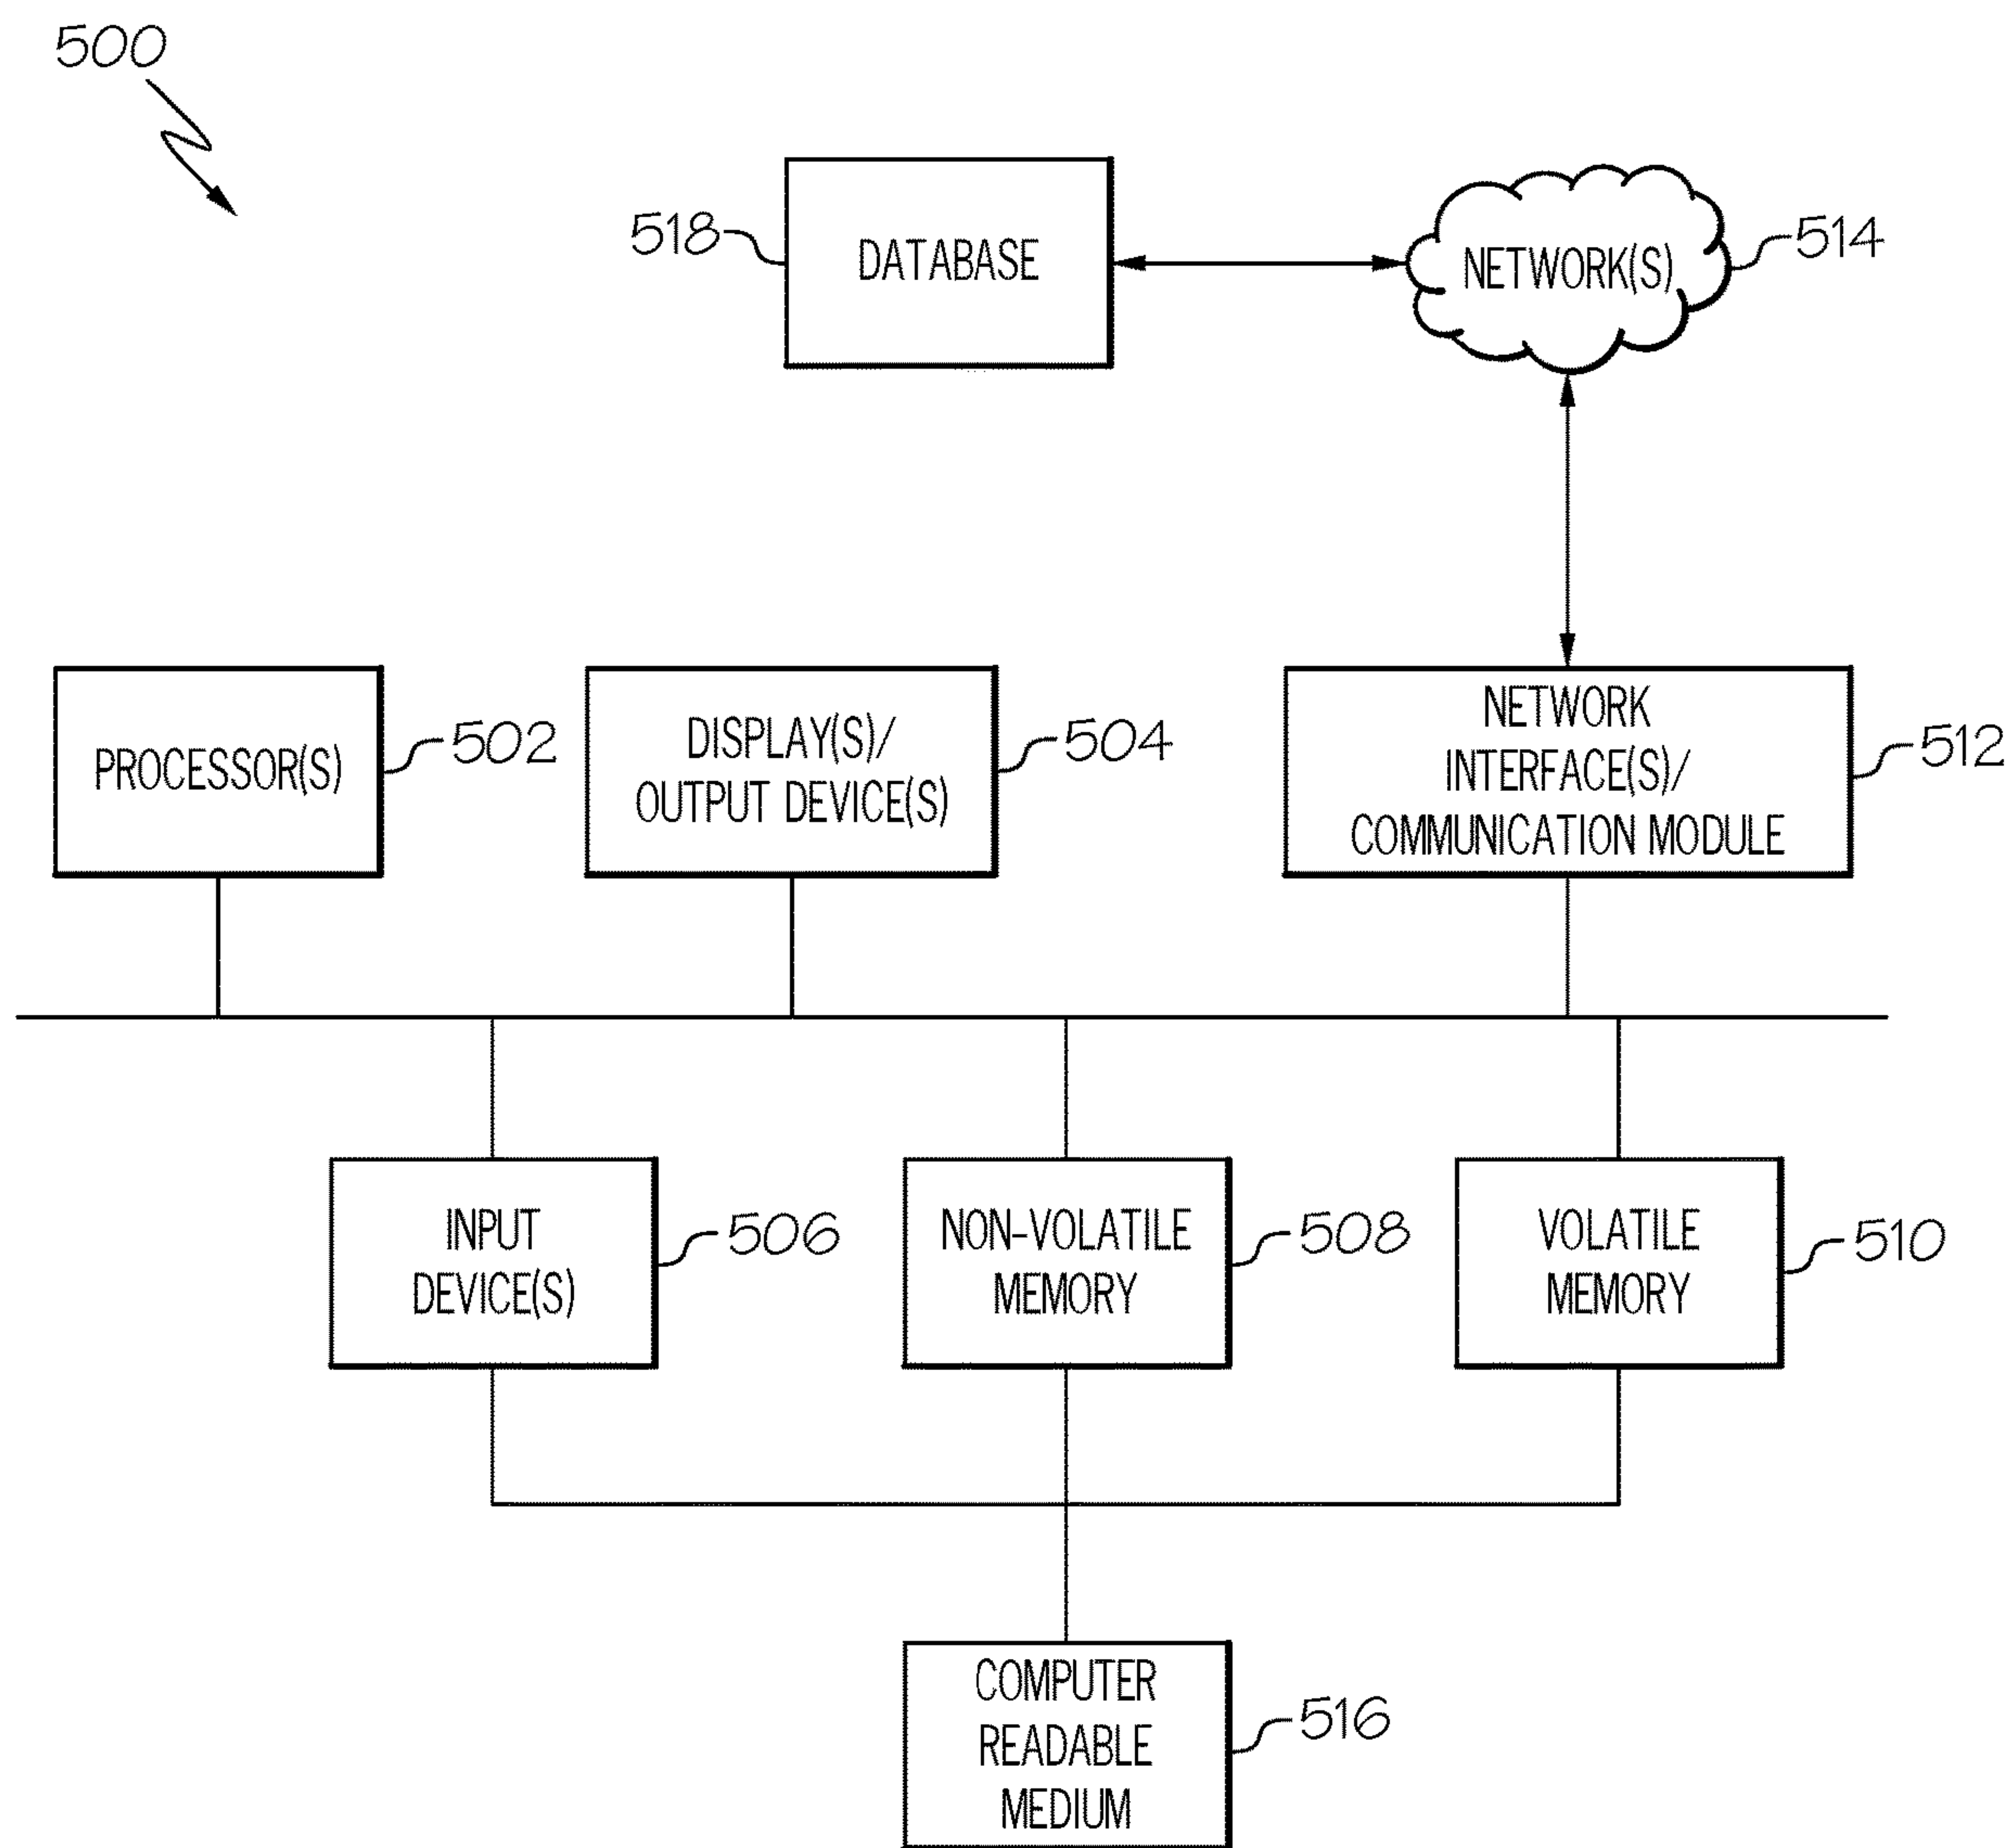 500
518
DATABASE
NETWORK(S)
514
PROCESSOR(S)
502
DISPLAY(S)/
OUTPUT DEVICE(S)
504
NETWORK
INTERFACE(S)/
COMMUNICATION MODULE
512
INPUT
DEVICE(S)
506
NON-VOLATILE
MEMORY
508
VOLATILE
MEMORY
510
COMPUTER
READABLE
MEDIUM
516